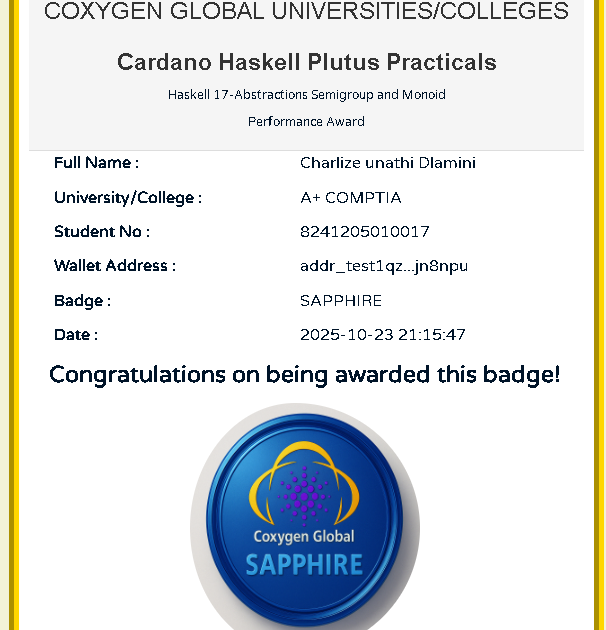 COXYGEN GLOBAL UNIVERSITIES/COLLEGES
Cardano Haskell Plutus Practicals
Haskell 17-Abstractions Semigroup and Monoid
Performance Award
Full Name : Charlize unathi Dlamini
University/College : A+ COMPTIA
Student No : 8241205010017
Wallet Address : addr_test1qz...jn8npu
Badge : SAPPHIRE
Date : 2025-10-23 21:15:47
Congratulations on being awarded this badge!
Coxygen Global
SAPPHIRE